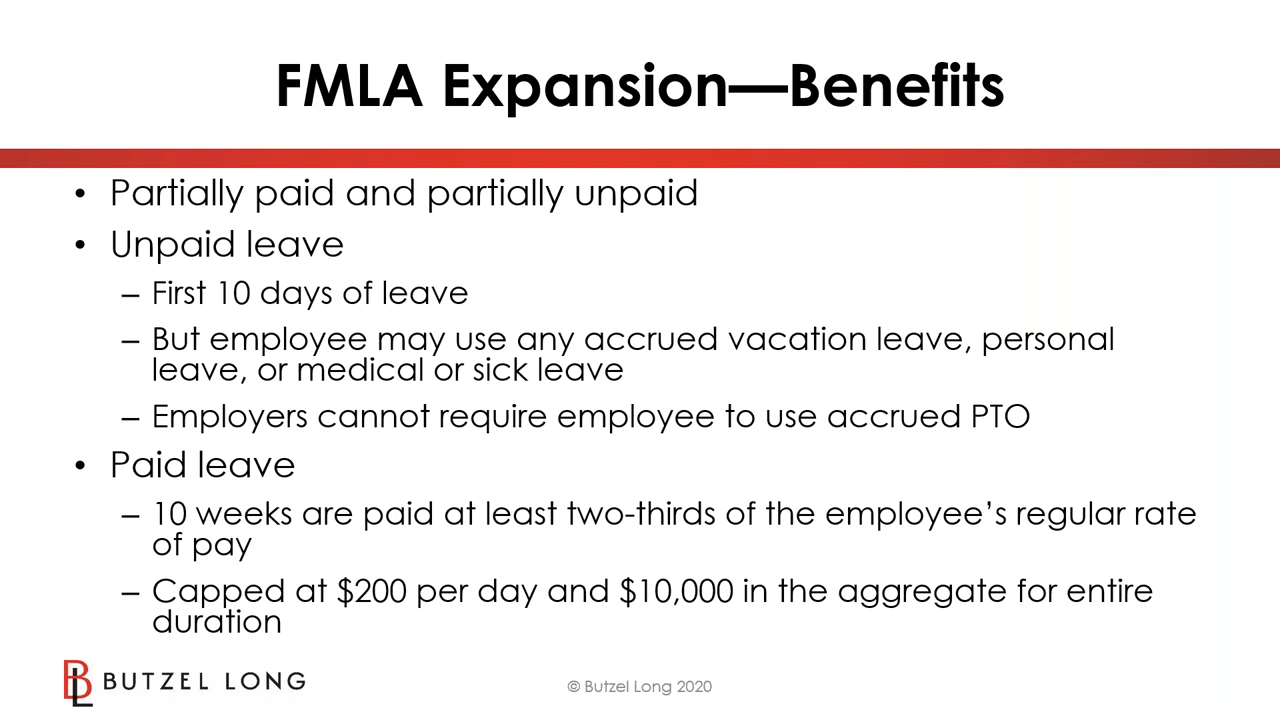 FMLA Expansion—Benefits
• Partially paid and partially unpaid
• Unpaid leave
– First 10 days of leave
– But employee may use any accrued vacation leave, personal
leave, or medical or sick leave
– Employers cannot require employee to use accrued PTO
• Paid leave
– 10 weeks are paid at least two-thirds of the employee’s regular rate
of pay
– Capped at $200 per day and $10,000 in the aggregate for entire
duration
BL BUTZEL LONG
© Butzel Long 2020